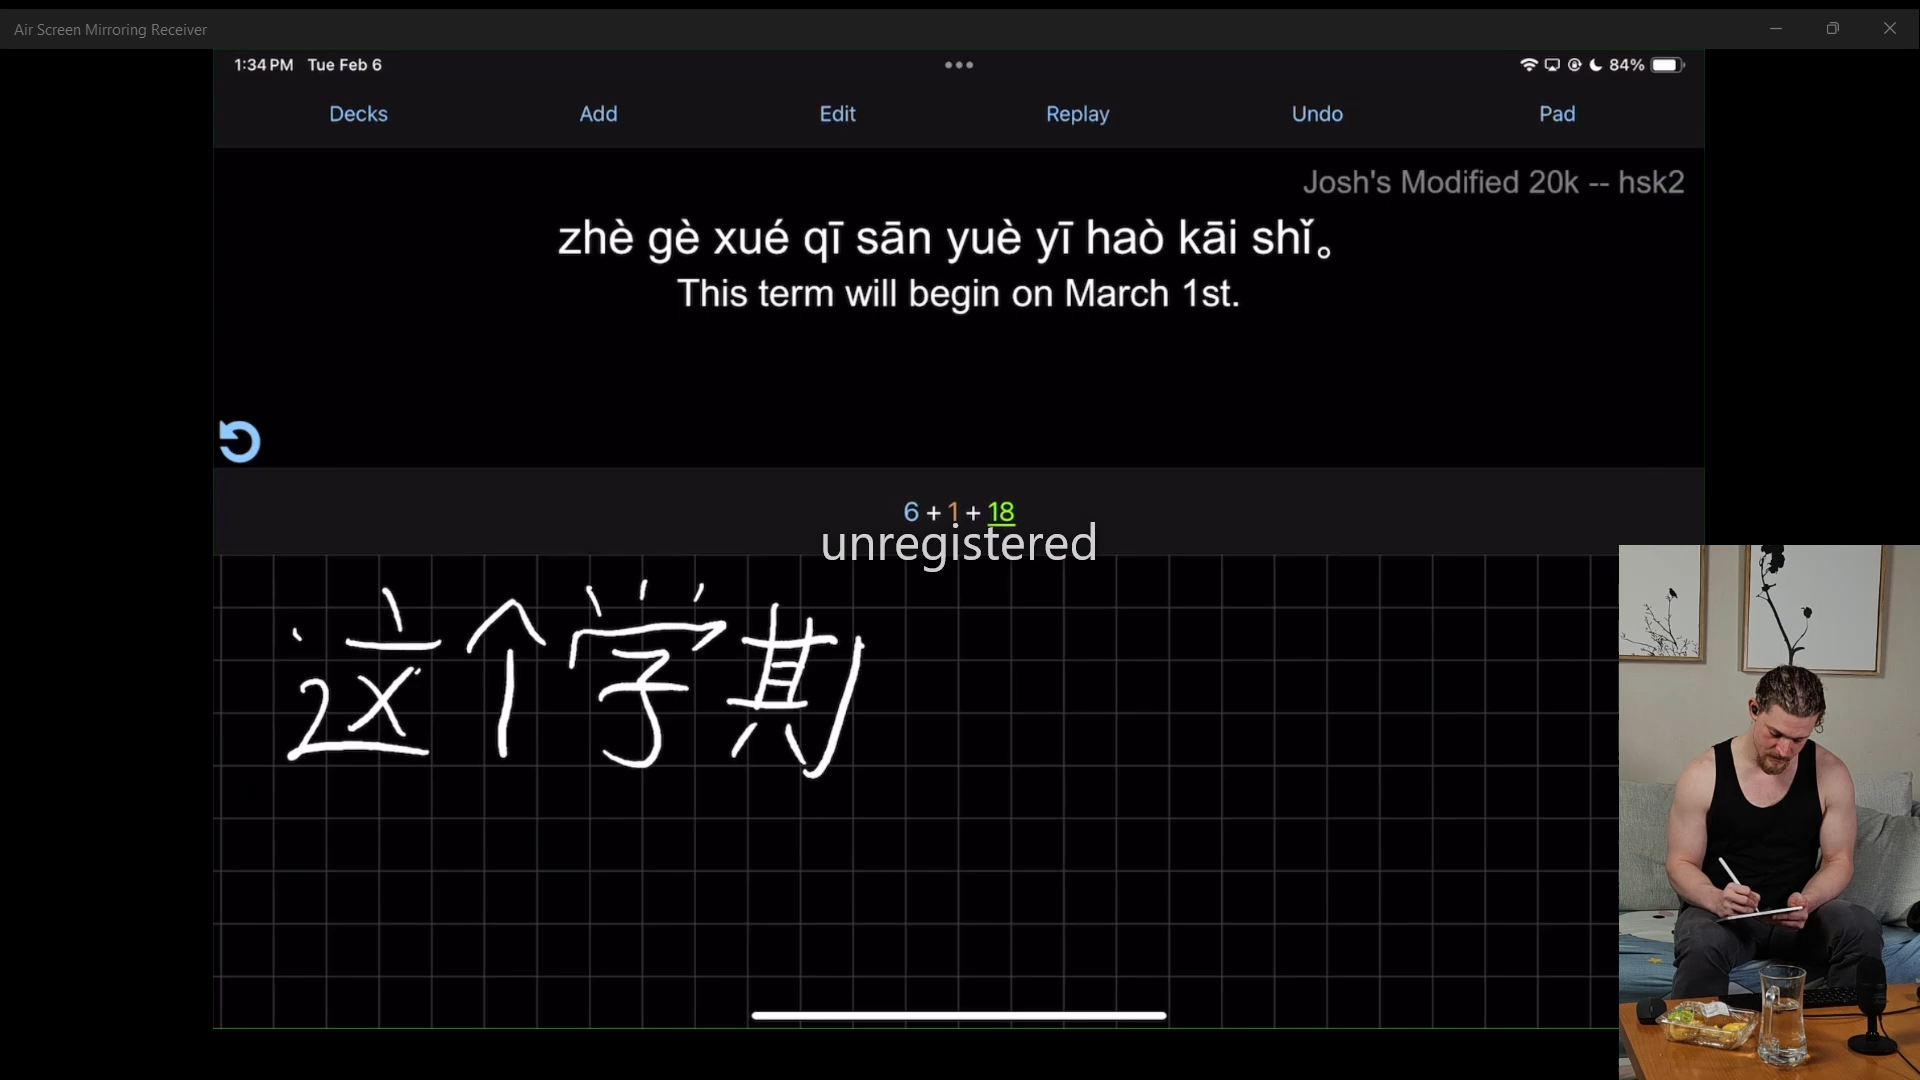 Air Screen Mirroring Receiver
1:34 PM Tue Feb 6
84%
Decks Add Edit Replay Undo Pad
Josh's Modified 20k -- hsk2
zhè gè xué qī sān yuè yī haò kāi shǐ。
This term will begin on March 1st.
6 + 1 + 18
unregistered
这个学期